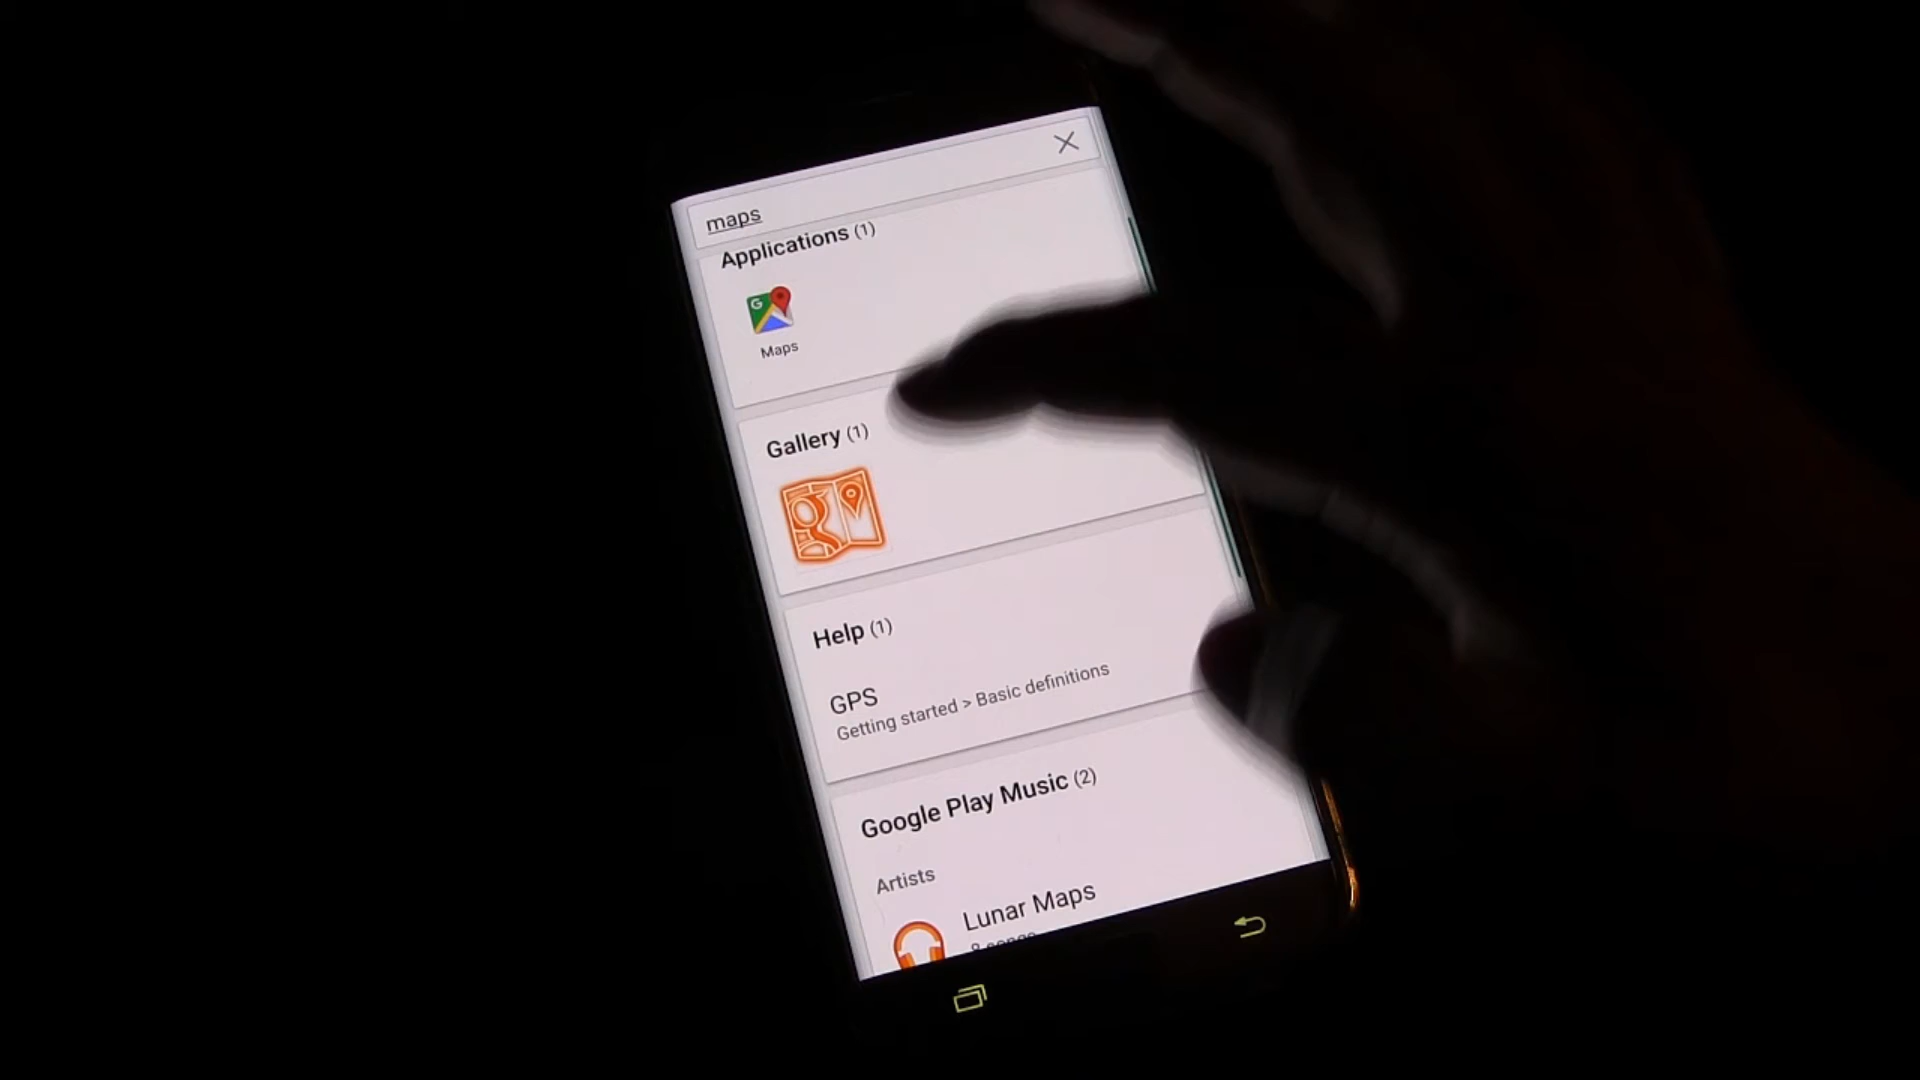 maps
Applications (1)
G
Maps
Gallery (1)
Help (1)
GPS
Getting started > Basic definitions
Google Play Music (2)
Artists
Lunar Maps